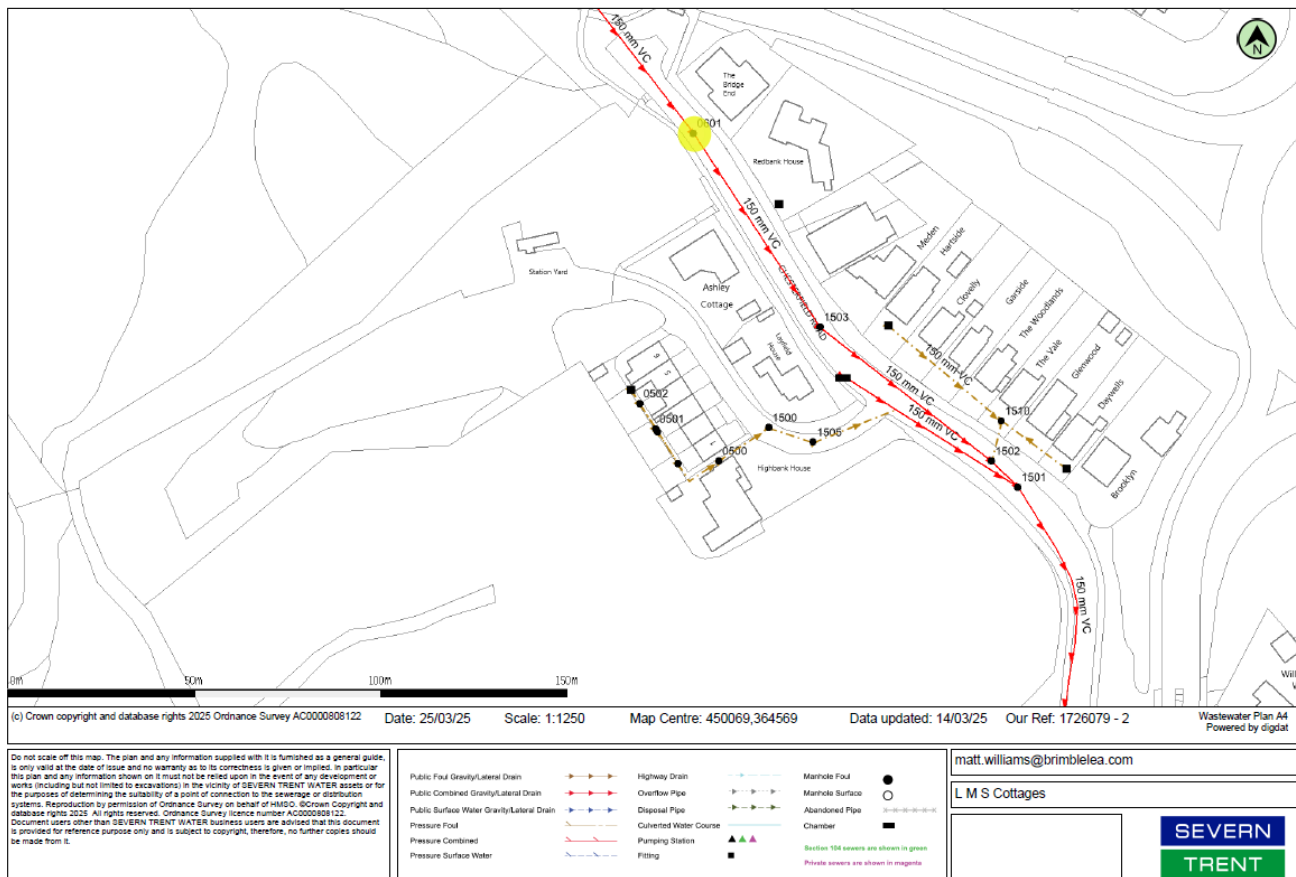 150 mm VC
The
Bridge
End
N
0601
Redbank House
150 mm VC
Meden
Hartside
Station Yard
Clovelly
Garside
Ashley
Cottage
CHESTERFIELD ROAD
The Woodlands
1503
Layfield
House
The Vale
150 mm VC
Glenwood
150 mm VC
Daywells
9
5
0502
150 mm VC
1510
0501
1500
1505
1
0500
1502
Highbank House
Brooklyn
1501
150 mm VC
0m
50m
100m
150m
(c) Crown copyright and database rights 2025 Ordnance Survey AC0000808122
Date: 25/03/25
Scale: 1:1250
Map Centre: 450069,364569
Data updated: 14/03/25
Our Ref: 1726079 - 2
Wastewater Plan A4
Powered by digdat
Do not scale off this map. The plan and any information supplied with it is furnished as a general guide,
is only valid at the date of issue and no warranty as to its correctness is given or implied. In particular
this plan and any information shown on it must not be relied upon in the event of any development or
works (including but not limited to excavations) in the vicinity of SEVERN TRENT WATER assets or for
the purposes of determining the suitability of a point of connection to the sewerage or distribution
systems. Reproduction by permission of Ordnance Survey on behalf of HMSO. ©Crown Copyright and
database rights 2025. All rights reserved. Ordnance Survey licence number AC0000808122.
Document users other than SEVERN TRENT WATER business users are advised that this document
is provided for reference purpose only and is subject to copyright, therefore, no further copies should
be made from it.
Public Foul Gravity/Lateral Drain
Public Combined Gravity/Lateral Drain
Public Surface Water Gravity/Lateral Drain
Pressure Foul
Pressure Combined
Pressure Surface Water
Highway Drain
Overflow Pipe
Disposal Pipe
Culverted Water Course
Pumping Station
Fitting
Manhole Foul
Manhole Surface
Abandoned Pipe
Chamber
Section 104 sewers are shown in green
Private sewers are shown in magenta
matt.williams@brimblelea.com
L M S Cottages
SEVERN
TRENT